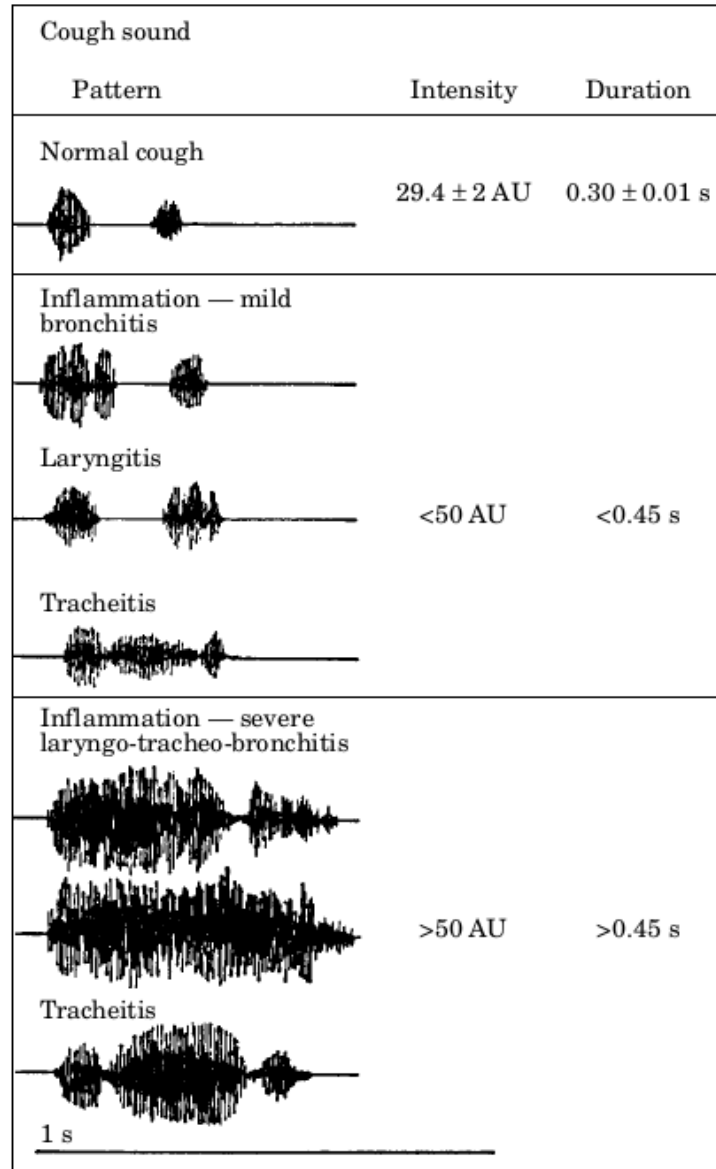 Cough sound
Pattern Intensity Duration
Normal cough
29.4 ± 2 AU 0.30 ± 0.01 s
Inflammation — mild
bronchitis
Laryngitis
<50 AU <0.45 s
Tracheitis
Inflammation — severe
laryngo-tracheo-bronchitis
>50 AU >0.45 s
Tracheitis
1 s